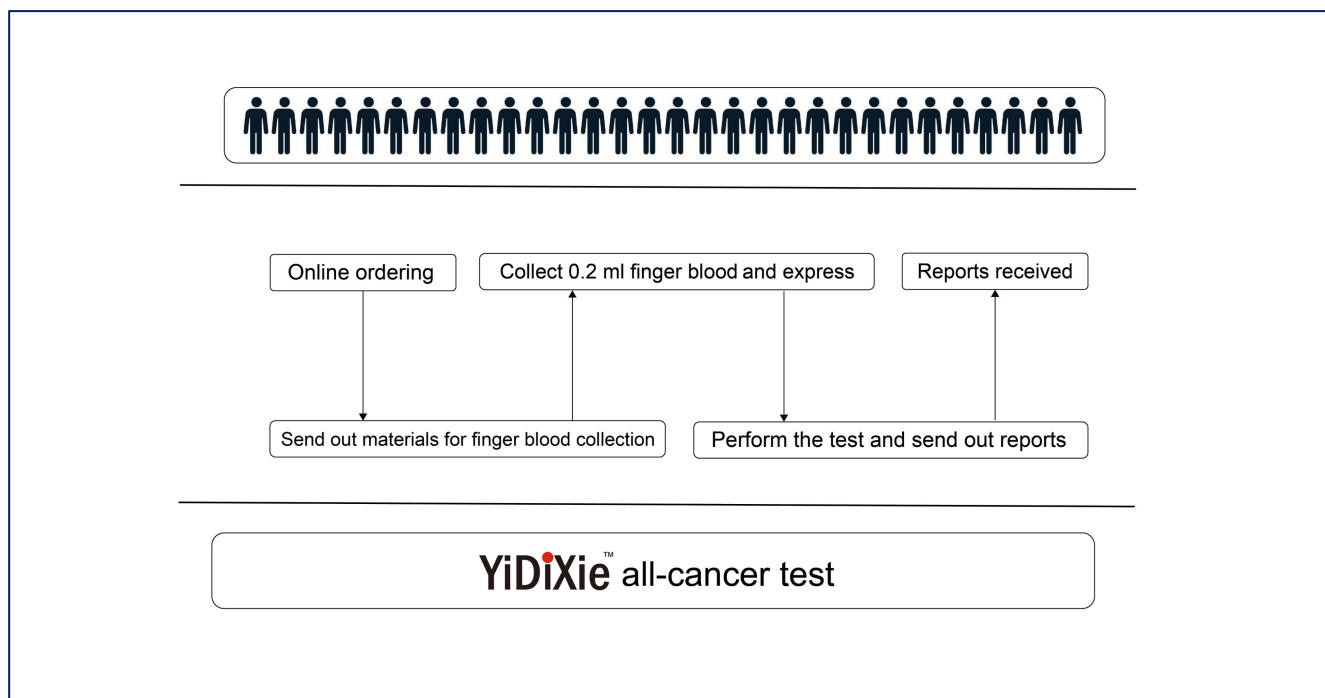 Online ordering
Collect 0.2 ml finger blood and express
Reports received
Send out materials for finger blood collection
Perform the test and send out reports
YiDiXie™ all-cancer test